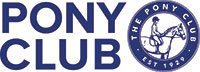 PONY
CLUB
THE PONY CLUB
EST 1929